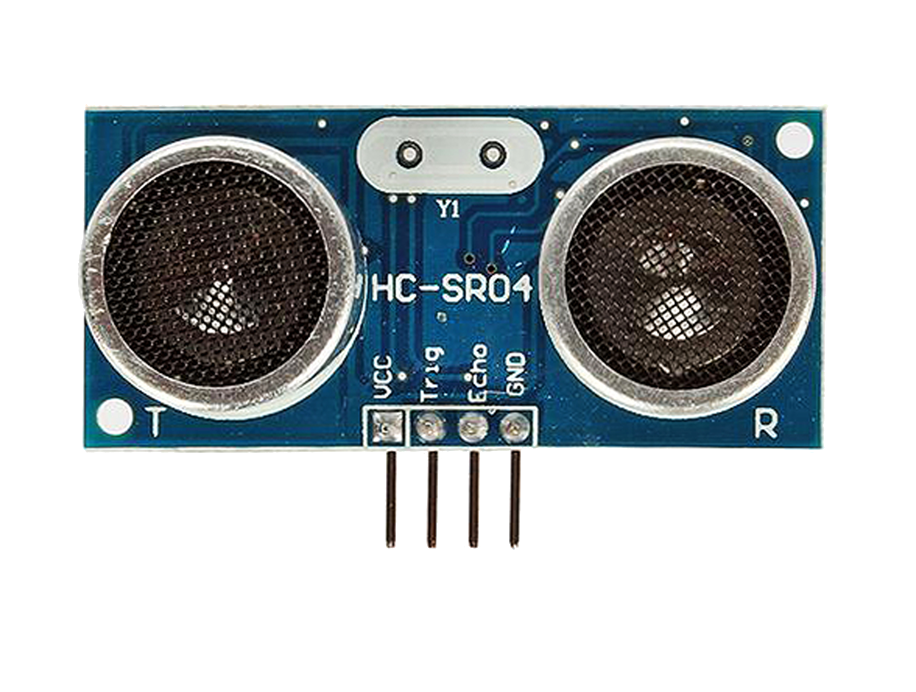 Y1
HC-SR04
VCC
Trig
Echo
GND
T
R